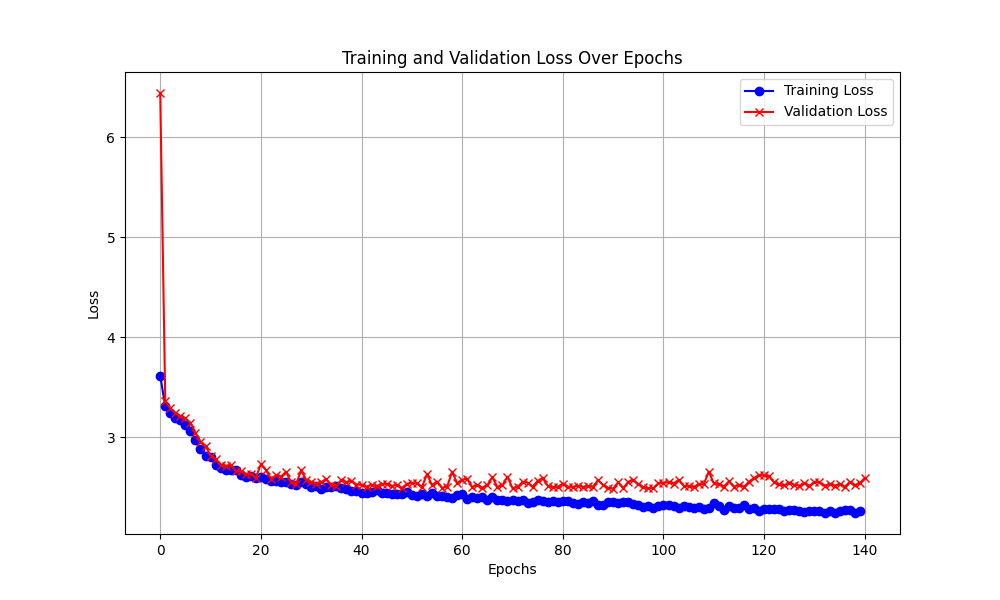 Training and Validation Loss Over Epochs
Training Loss
Validation Loss
6
5
4
3
Loss
0 20 40 60 80 100 120 140
Epochs